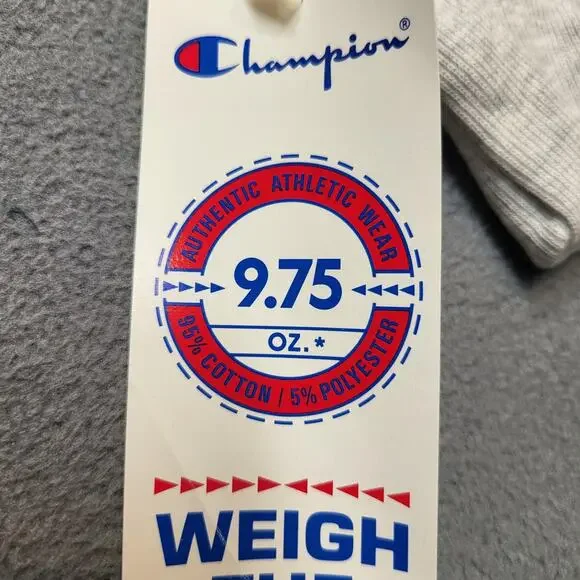 Champion®
AUTHENTIC ATHLETIC WEAR
9.75
OZ.*
95% COTTON / 5% POLYESTER
WEIGH